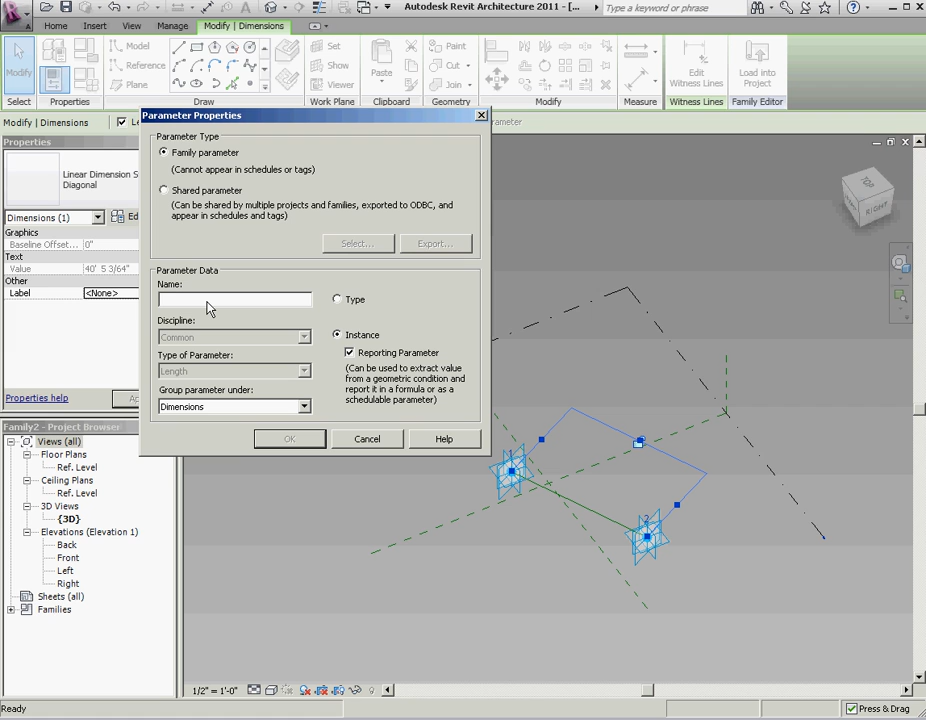 Autodesk Revit Architecture 2011 - [...
Type a keyword or phrase
Home Insert View Manage Modify | Dimensions
Modify
Model
Reference
Plane
Set
Show
Viewer
Paste
Paint
Cut
Join
Edit
Witness Lines
Load into
Project
Select Properties Draw Work Plane Clipboard Geometry Modify Measure Witness Lines Family Editor
Modify | Dimensions
Properties
Linear Dimension S
Diagonal
Dimensions (1)
Graphics
Baseline Offset... 0"
Text
Value 40' 5 3/64"
Other
Label <None>
Properties help
Parameter Properties
Parameter Type
Family parameter
(Cannot appear in schedules or tags)
Shared parameter
(Can be shared by multiple projects and families, exported to ODBC, and
appear in schedules and tags)
Select... Export...
Parameter Data
Name:
Type
Discipline:
Common
Instance
Type of Parameter:
Reporting Parameter
Length
(Can be used to extract value
from a geometric condition and
report it in a formula or as a
schedulable parameter)
Group parameter under:
Dimensions
OK Cancel Help
Family2 - Project Browser
Views (all)
Floor Plans
Ref. Level
Ceiling Plans
Ref. Level
3D Views
{3D}
Elevations (Elevation 1)
Back
Front
Left
Right
Sheets (all)
Families
TOP
RIGHT
2
1/2" = 1'-0"
Ready
Press & Drag